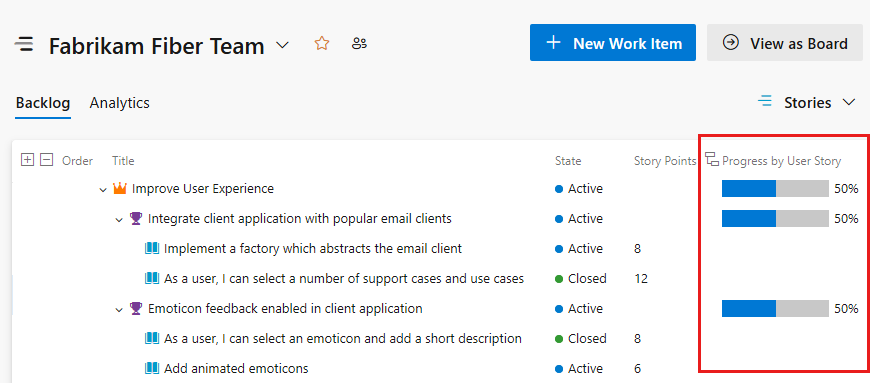 Fabrikam Fiber Team
New Work Item
View as Board
Backlog Analytics
Stories
Order Title State Story Points Progress by User Story
Improve User Experience Active 50%
Integrate client application with popular email clients Active 50%
Implement a factory which abstracts the email client Active 8
As a user, I can select a number of support cases and use cases Closed 12
Emoticon feedback enabled in client application Active 50%
As a user, I can select an emoticon and add a short description Closed 8
Add animated emoticons Active 6